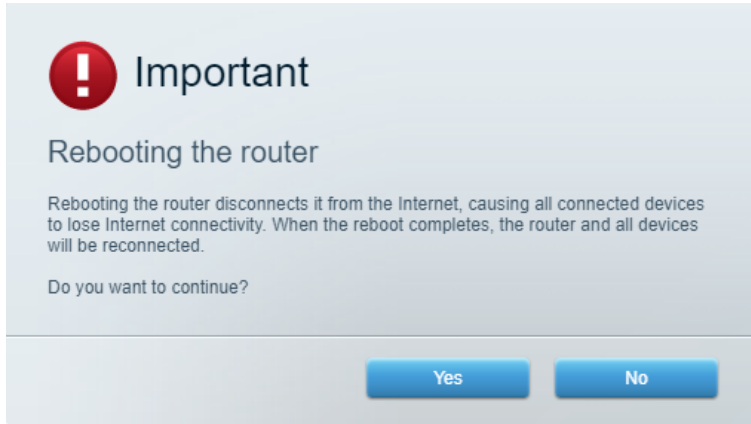 Important
Rebooting the router
Rebooting the router disconnects it from the Internet, causing all connected devices
to lose Internet connectivity. When the reboot completes, the router and all devices
will be reconnected.
Do you want to continue?
Yes No